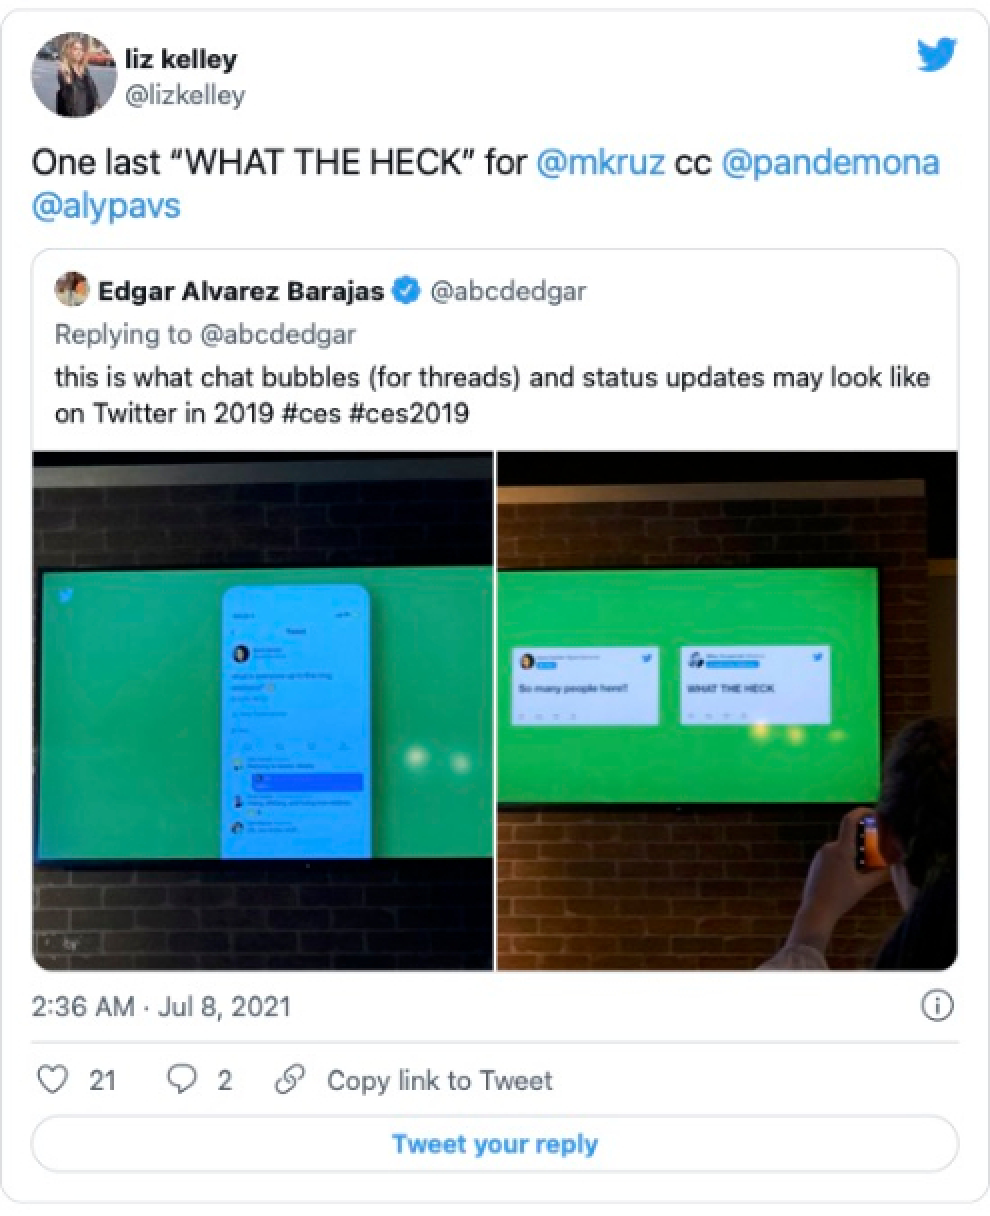 liz kelley
@lizkelley
One last “WHAT THE HECK” for @mkruz cc @pandemona
@alypavs
Edgar Alvarez Barajas @abcdedgar
Replying to @abcdedgar
this is what chat bubbles (for threads) and status updates may look like
on Twitter in 2019 #ces #ces2019
Tweet
So many people here!!
WHAT THE HECK
2:36 AM · Jul 8, 2021
21 2 Copy link to Tweet
Tweet your reply